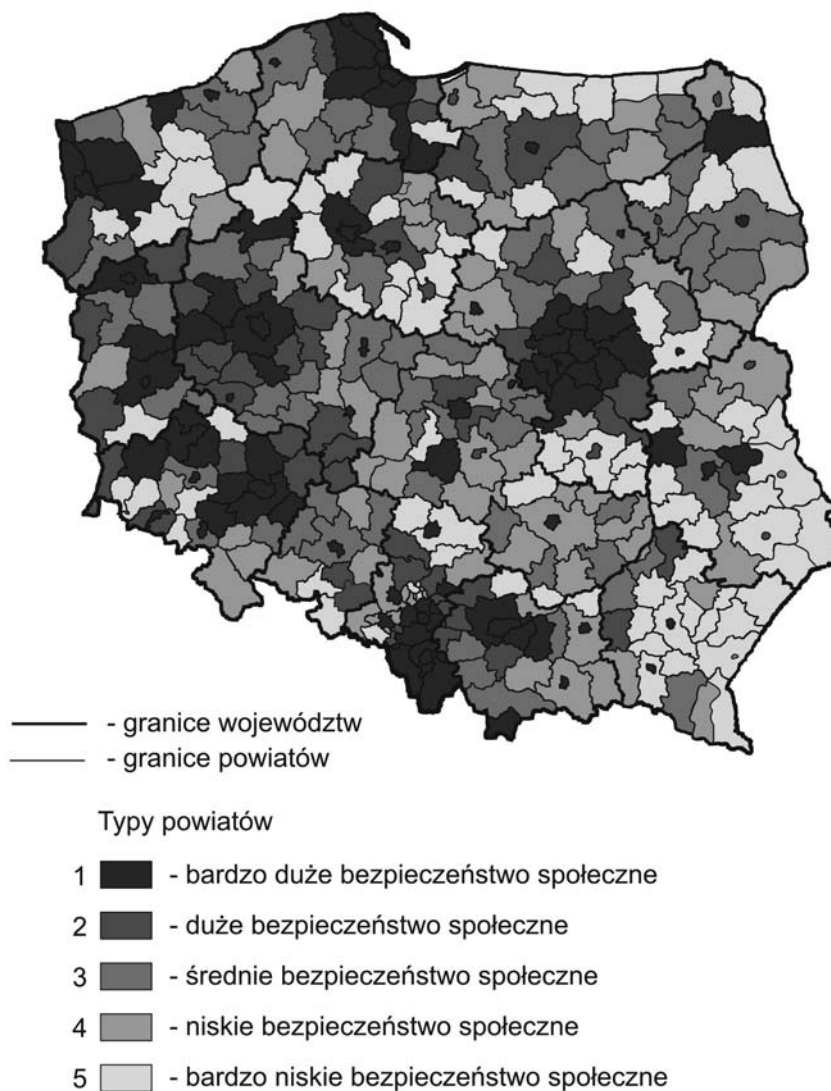 - granice województw
- granice powiatów
Typy powiatów
1 - bardzo duże bezpieczeństwo społeczne
2 - duże bezpieczeństwo społeczne
3 - średnie bezpieczeństwo społeczne
4 - niskie bezpieczeństwo społeczne
5 - bardzo niskie bezpieczeństwo społeczne